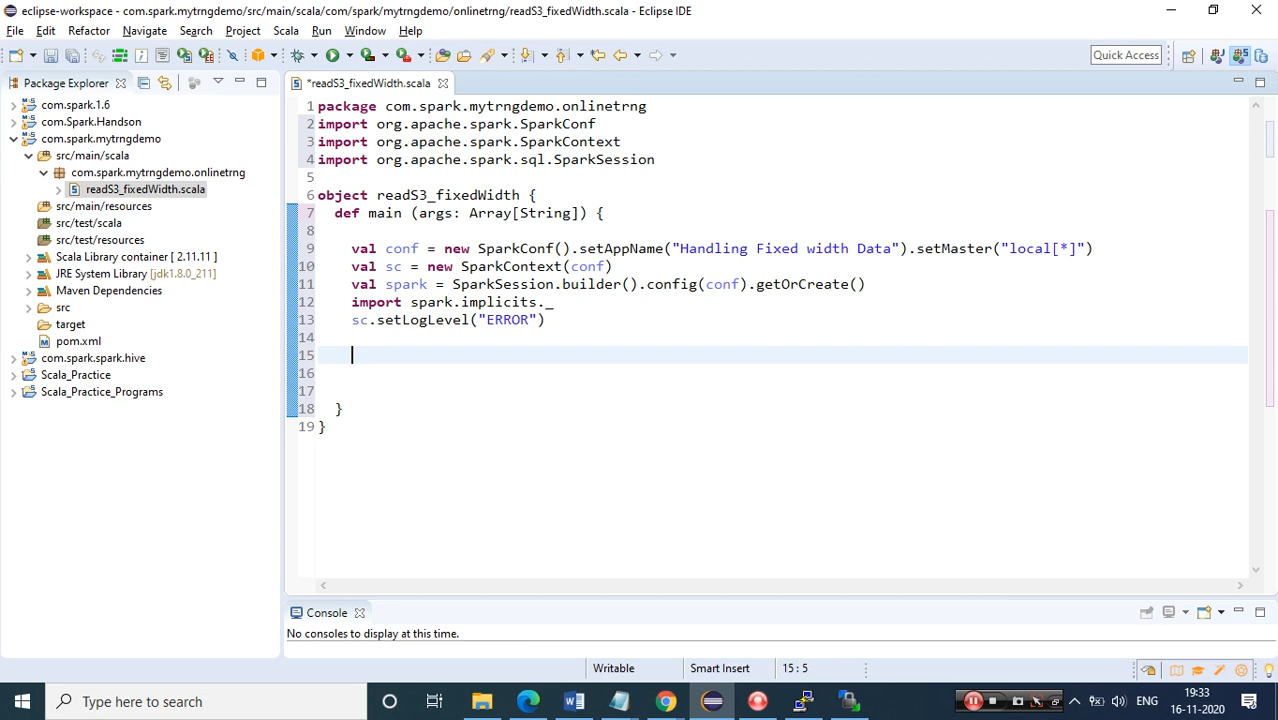 eclipse-workspace - com.spark.mytrngdemo/src/main/scala/com/spark/mytrngdemo/onlinetrng/readS3_fixedWidth.scala - Eclipse IDE
File Edit Refactor Navigate Search Project Scala Run Window Help
Quick Access
Package Explorer
com.spark.1.6
com.Spark.Handson
com.spark.mytrngdemo
src/main/scala
com.spark.mytrngdemo.onlinetrng
readS3_fixedWidth.scala
src/main/resources
src/test/scala
src/test/resources
Scala Library container [ 2.11.11 ]
JRE System Library [jdk1.8.0_211]
Maven Dependencies
src
target
pom.xml
com.spark.spark.hive
Scala_Practice
Scala_Practice_Programs
*readS3_fixedWidth.scala
1 package com.spark.mytrngdemo.onlinetrng
2 import org.apache.spark.SparkConf
3 import org.apache.spark.SparkContext
4 import org.apache.spark.sql.SparkSession
5
6 object readS3_fixedWidth {
7 def main (args: Array[String]) {
8
9 val conf = new SparkConf().setAppName("Handling Fixed width Data").setMaster("local[*]")
10 val sc = new SparkContext(conf)
11 val spark = SparkSession.builder().config(conf).getOrCreate()
12 import spark.implicits._
13 sc.setLogLevel("ERROR")
14
15
16
17
18 }
19 }
Console
No consoles to display at this time.
Writable Smart Insert 15 : 5
Type here to search
ENG
19:33
16-11-2020